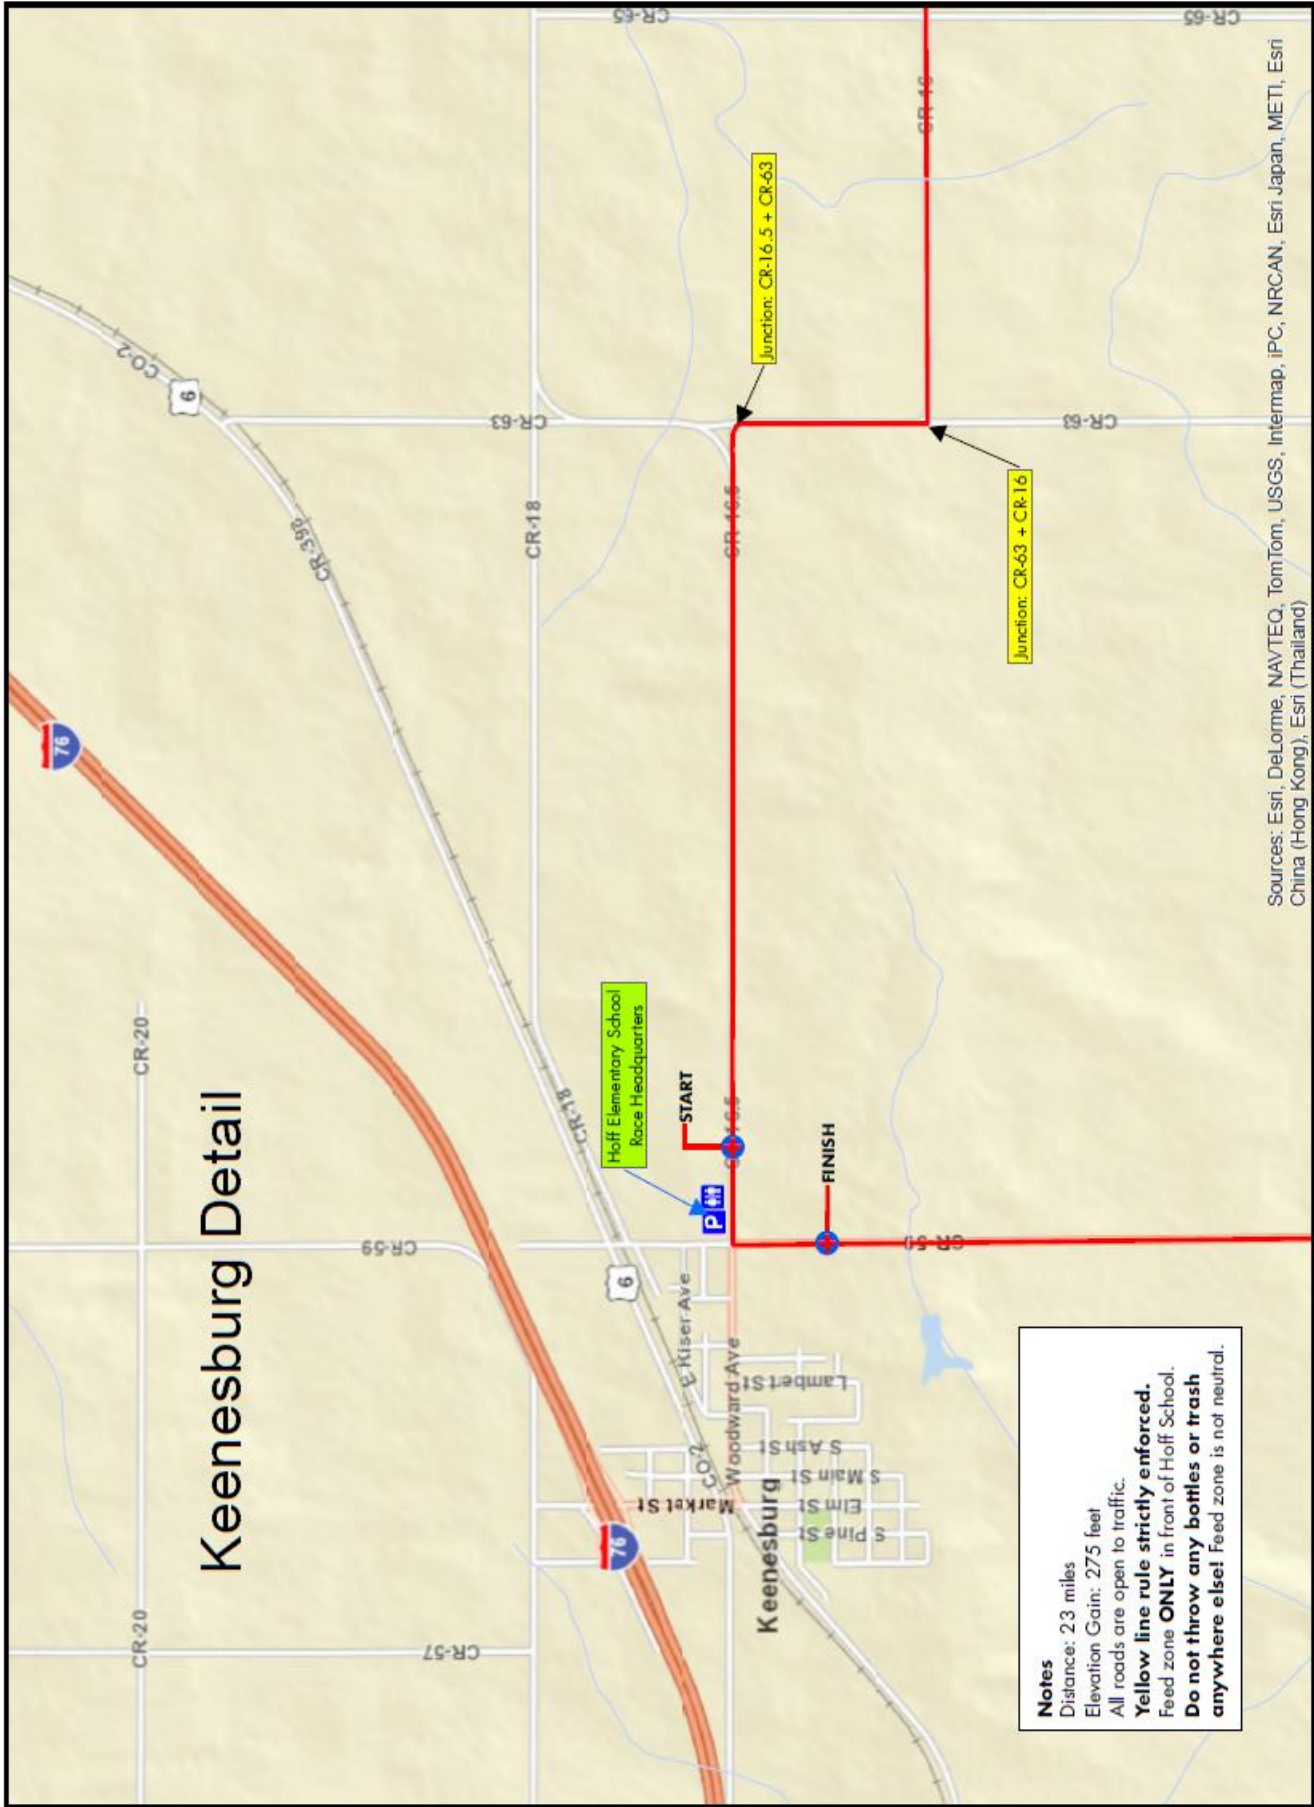 Keenesburg Detail
CR-20
CR-20
CR-57
CR-59
CR-59
76
76
6
6
CO-2
CR-398
CR-18
CR-18
CR-63
CR-63
CR-65
CR-65
CR-16
CR-16.5
Junction: CR-16.5 + CR-63
Junction: CR-63 + CR-16
Hoff Elementary School
Race Headquarters
P
START
FINISH
E Kiser Ave
CO-2
Woodward Ave
Market St
Lambert St
S Ash St
S Main St
Elm St
S Pine St
Keenesburg
Notes
Distance: 23 miles
Elevation Gain: 275 feet
All roads are open to traffic.
Yellow line rule strictly enforced.
Feed zone ONLY in front of Hoff School.
Do not throw any bottles or trash
anywhere else! Feed zone is not neutral.
Sources: Esri, DeLorme, NAVTEQ, TomTom, USGS, Intermap, iPC, NRCAN, Esri Japan, METI, Esri
China (Hong Kong), Esri (Thailand)